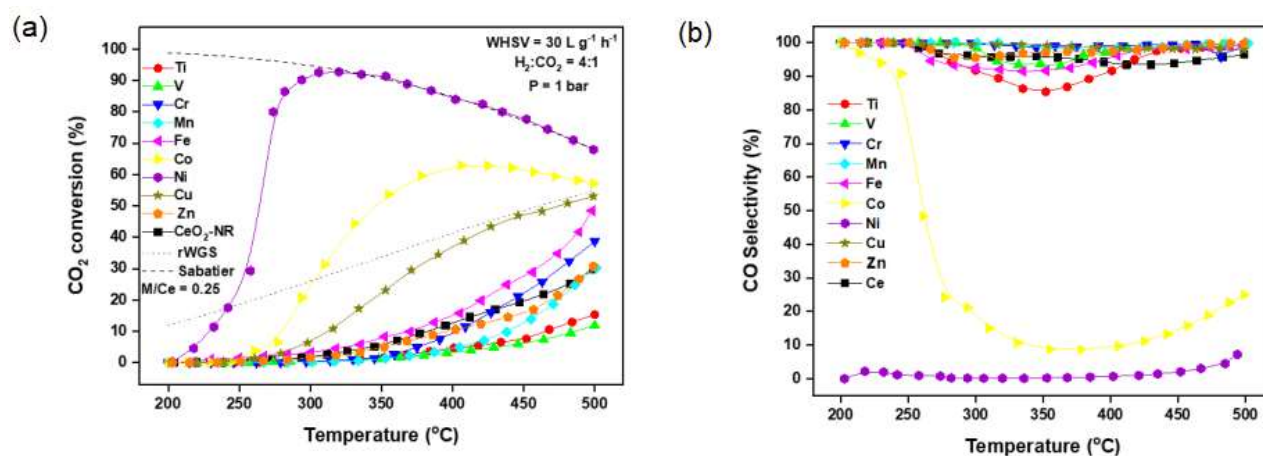 (a)
WHSV = 30 L g⁻¹ h⁻¹
H₂:CO₂ = 4:1
P = 1 bar
Ti
V
Cr
Mn
Fe
Co
Ni
Cu
Zn
CeO₂-NR
rWGS
Sabatier
M/Ce = 0.25
CO₂ conversion (%)
100
90
80
70
60
50
40
30
20
10
0
200 250 300 350 400 450 500
Temperature (°C)
(b)
Ti
V
Cr
Mn
Fe
Co
Ni
Cu
Zn
Ce
CO Selectivity (%)
100
90
80
70
60
50
40
30
20
10
0
200 250 300 350 400 450 500
Temperature (°C)